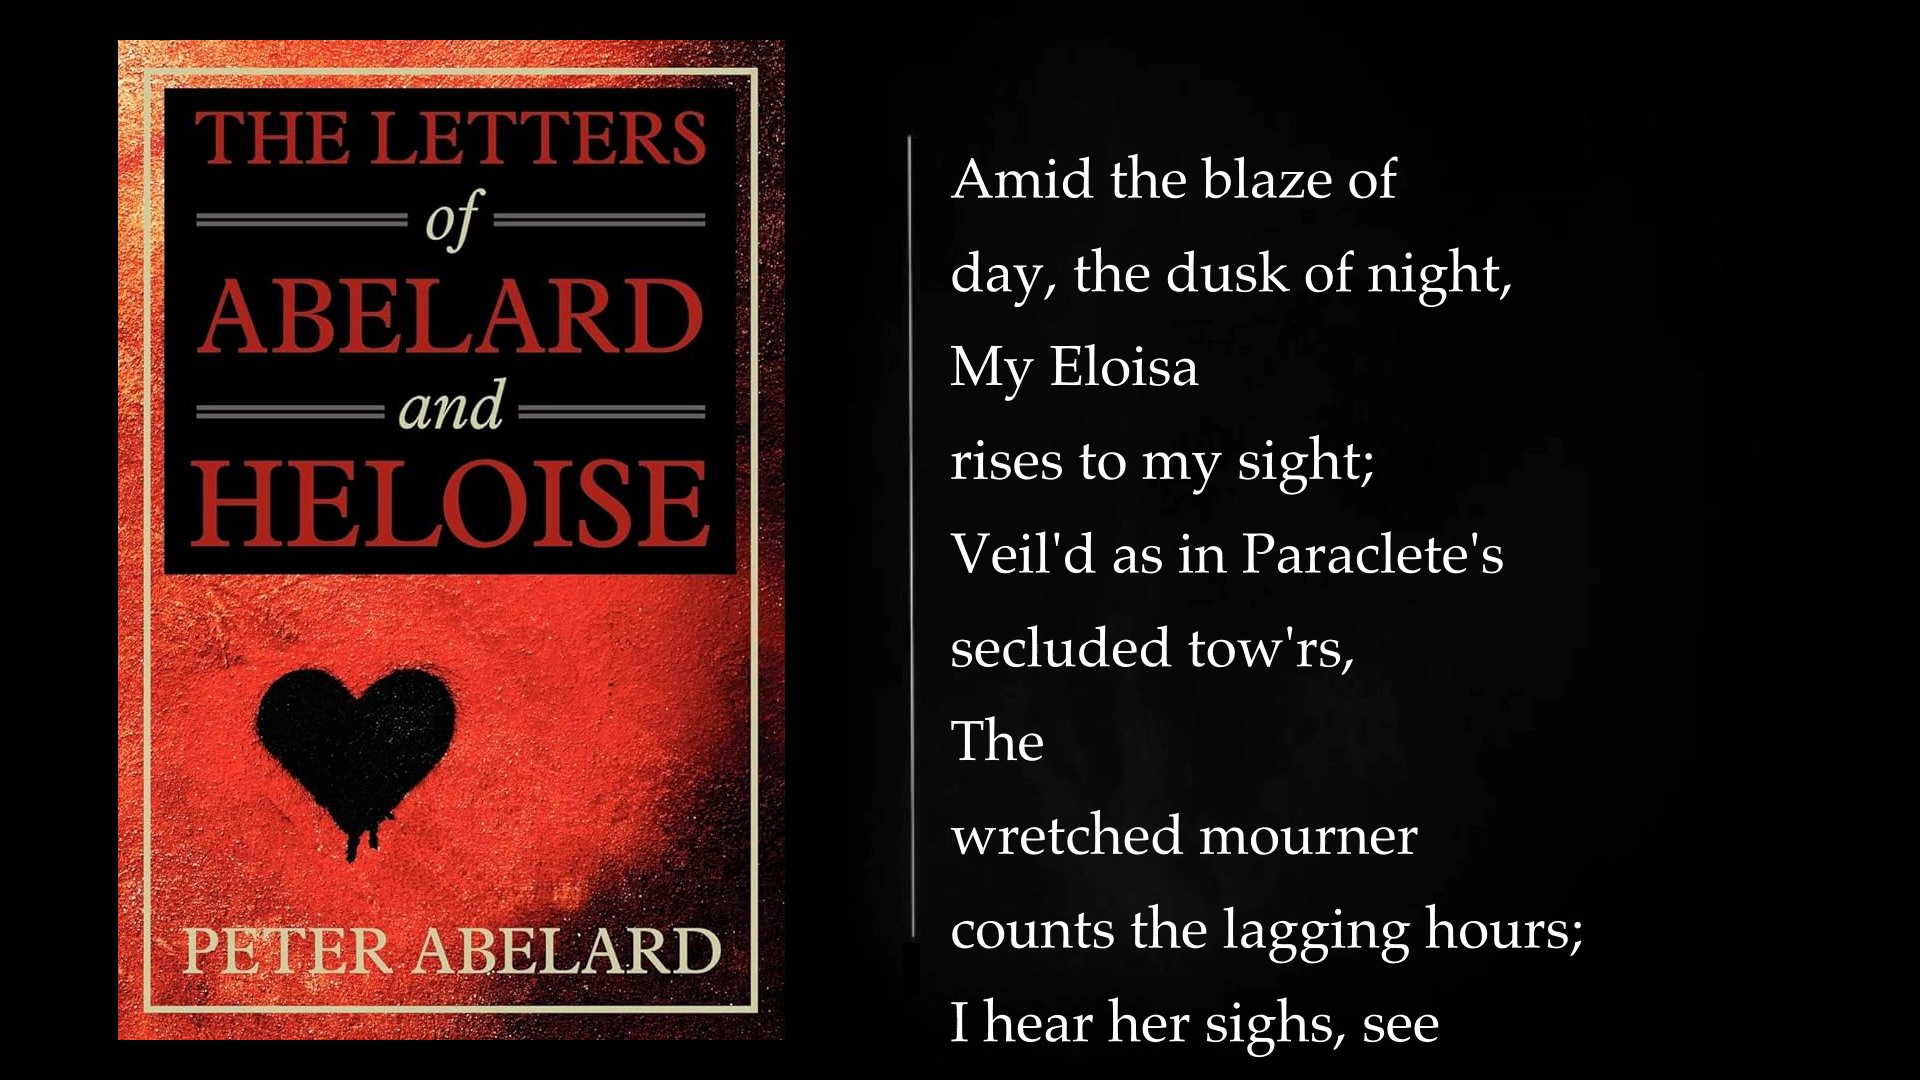 THE LETTERS
of
ABELARD
and
HELOISE
PETER ABELARD
Amid the blaze of
day, the dusk of night,
My Eloisa
rises to my sight;
Veil'd as in Paraclete's
secluded tow'rs,
The
wretched mourner
counts the lagging hours;
I hear her sighs, see